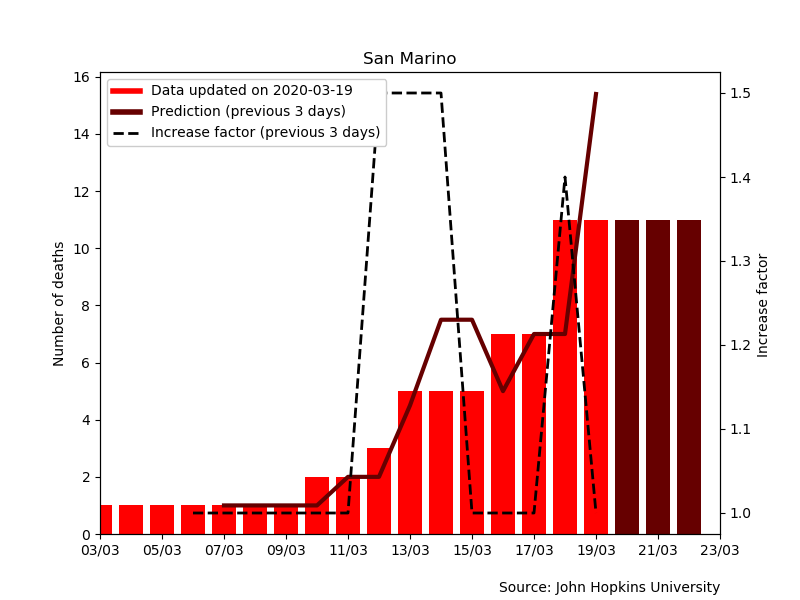 San Marino
Data updated on 2020-03-19
Prediction (previous 3 days)
Increase factor (previous 3 days)
Number of deaths
16
14
12
10
8
6
4
2
0
1.5
1.4
1.3
1.2
1.1
1.0
Increase factor
03/03 05/03 07/03 09/03 11/03 13/03 15/03 17/03 19/03 21/03 23/03
Source: John Hopkins University